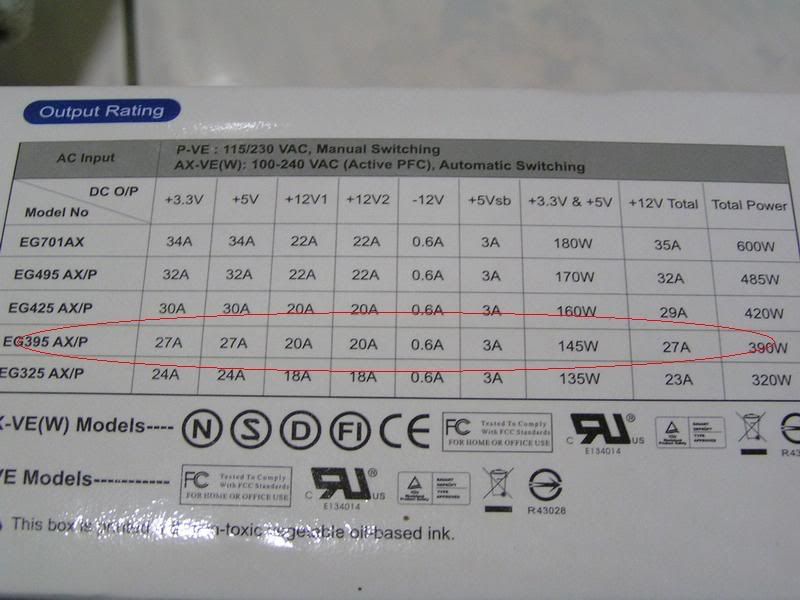 Output Rating
AC Input P-VE : 115/230 VAC, Manual Switching
AX-VE(W): 100-240 VAC (Active PFC), Automatic Switching
DC O/P +3.3V +5V +12V1 +12V2 -12V +5Vsb +3.3V & +5V +12V Total Total Power
Model No
EG701AX 34A 34A 22A 22A 0.6A 3A 180W 35A 600W
EG495 AX/P 32A 32A 22A 22A 0.6A 3A 170W 32A 485W
EG425 AX/P 30A 30A 20A 20A 0.6A 3A 160W 29A 420W
EG395 AX/P 27A 27A 20A 20A 0.6A 3A 145W 27A 390W
EG325 AX/P 24A 24A 18A 18A 0.6A 3A 135W 23A 320W
X-VE(W) Models---- N S D FI CE FC Tested To Comply With FCC Standards FOR HOME OR OFFICE USE C RU ® US E134014
VE Models----------- FC Tested To Comply With FCC Standards FOR HOME OR OFFICE USE C RU ® US E134014 R43028
This box is printed non-toxic vegetable oil-based ink.